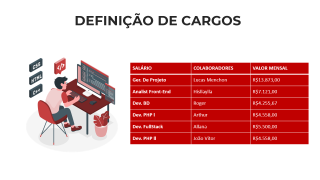 DEFINIÇÃO DE CARGOS
CSS
</>
HTML
C++
SALÁRIO COLABORADORES VALOR MENSAL
Ger. De Projeto Lucas Menchon R$13.873,00
Analist Front-End Hisllaylla R$7.121,00
Dev. BD Roger R$4.255,67
Dev. PHP I Arthur R$4.558,00
Dev. FullStack Allana R$5.500,00
Dev. PHP II João Vitor R$4.558,00